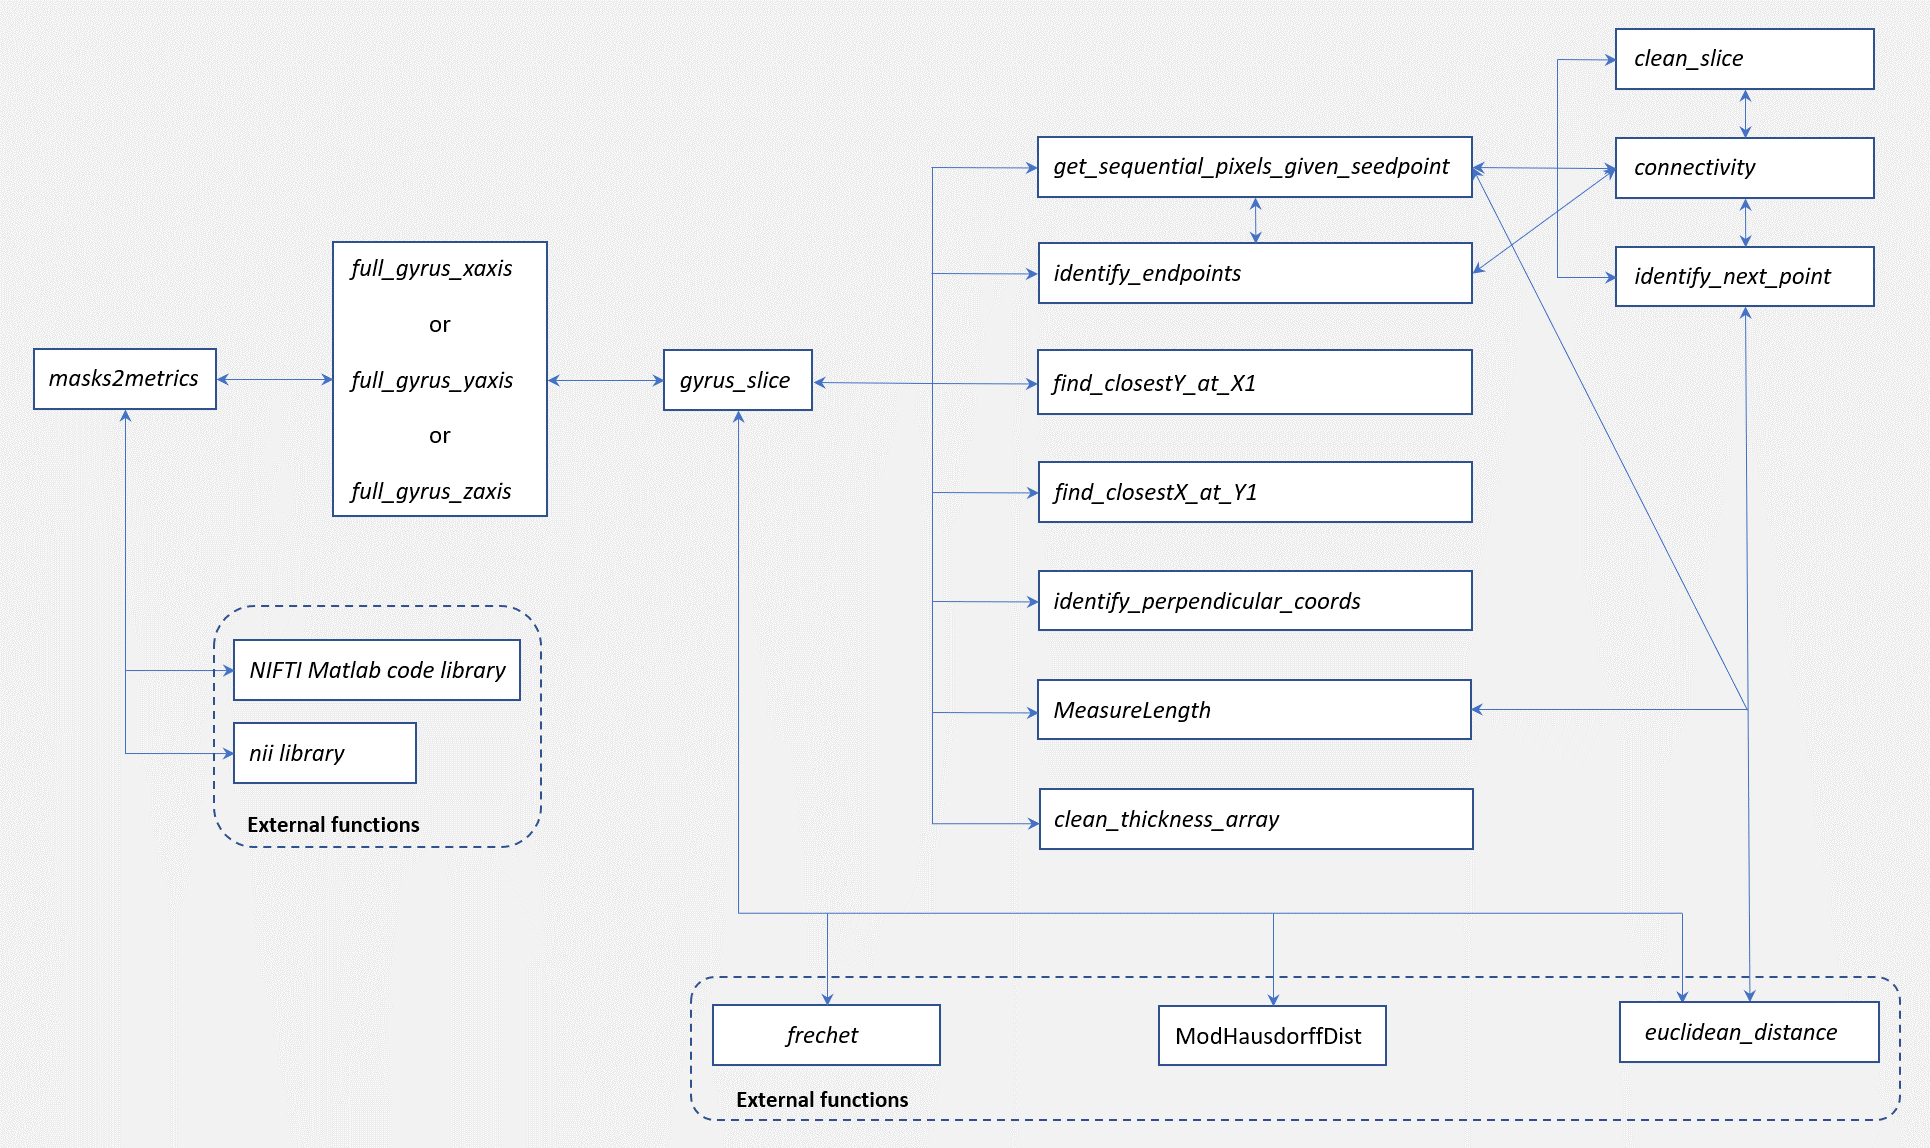 clean_slice
get_sequential_pixels_given_seedpoint
connectivity
full_gyrus_xaxis
identify_endpoints
identify_next_point
or
masks2metrics
full_gyrus_yaxis
gyrus_slice
find_closestY_at_X1
or
full_gyrus_zaxis
find_closestX_at_Y1
identify_perpendicular_coords
NIFTI Matlab code library
MeasureLength
nii library
External functions
clean_thickness_array
frechet
ModHausdorffDist
euclidean_distance
External functions